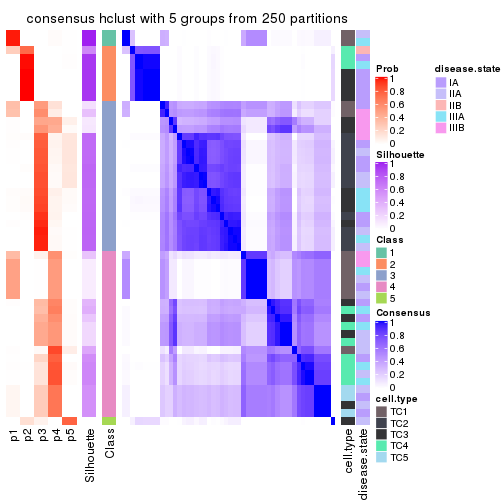 consensus hclust with 5 groups from 250 partitions
Prob
1
0.8
0.6
0.4
0.2
0
Silhouette
1
0.8
0.6
0.4
0.2
0
Class
1
2
3
4
5
Consensus
1
0.8
0.6
0.4
0.2
0
cell.type
TC1
TC2
TC3
TC4
TC5
disease.state
IA
IIA
IIB
IIIA
IIIB
p1
p2
p3
p4
p5
Silhouette
Class
cell.type
disease.state